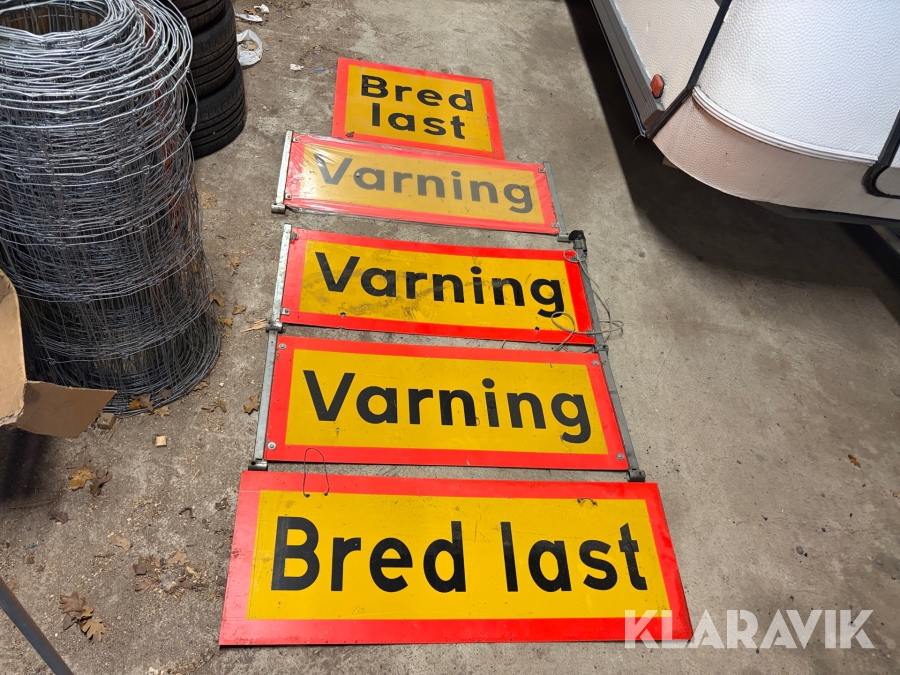 Bred
last
Varning
Varning
Varning
Bred last
KLARAVIK